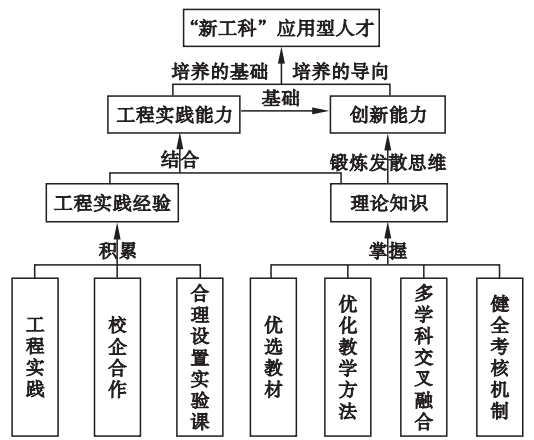 “新工科”应用型人才
培养的基础
培养的导向
工程实践能力
基础
创新能力
结合
锻炼发散思维
工程实践经验
理论知识
积累
掌握
工程实践
校企合作
合理设置实验课
优选教材
优化教学方法
多学科交叉融合
健全考核机制